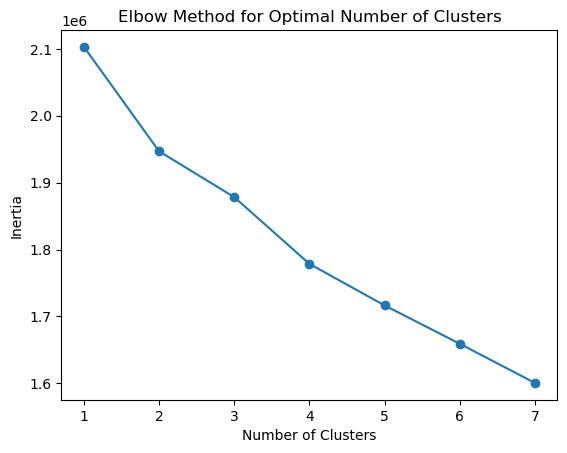 Elbow Method for Optimal Number of Clusters
1e6
2.1
2.0
1.9
1.8
1.7
1.6
Inertia
1 2 3 4 5 6 7
Number of Clusters